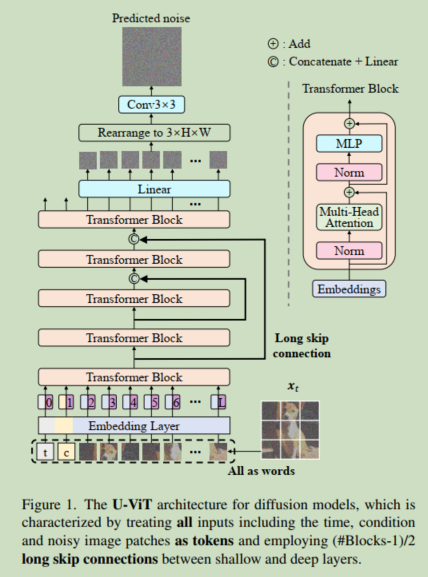 Predicted noise
Conv3×3
Rearrange to 3×H×W
...
Linear
...
Transformer Block
C
Transformer Block
C
Transformer Block
Transformer Block
Long skip
connection
Transformer Block
0 1 2 3 4 5 6 ... L
Embedding Layer
t c ...
All as words
xₜ
+ : Add
C : Concatenate + Linear
Transformer Block
+
MLP
Norm
+
Multi-Head
Attention
Norm
Embeddings
Figure 1. The U-ViT architecture for diffusion models, which is
characterized by treating all inputs including the time, condition
and noisy image patches as tokens and employing (#Blocks-1)/2
long skip connections between shallow and deep layers.